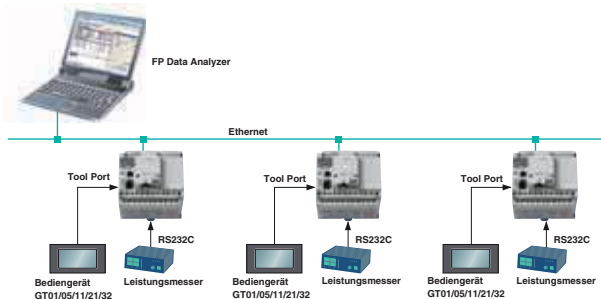 FP Data Analyzer
Ethernet
Tool Port
Tool Port
Tool Port
RS232C
RS232C
RS232C
Bediengerät
GT01/05/11/21/32
Leistungsmesser
Bediengerät
GT01/05/11/21/32
Leistungsmesser
Bediengerät
GT01/05/11/21/32
Leistungsmesser